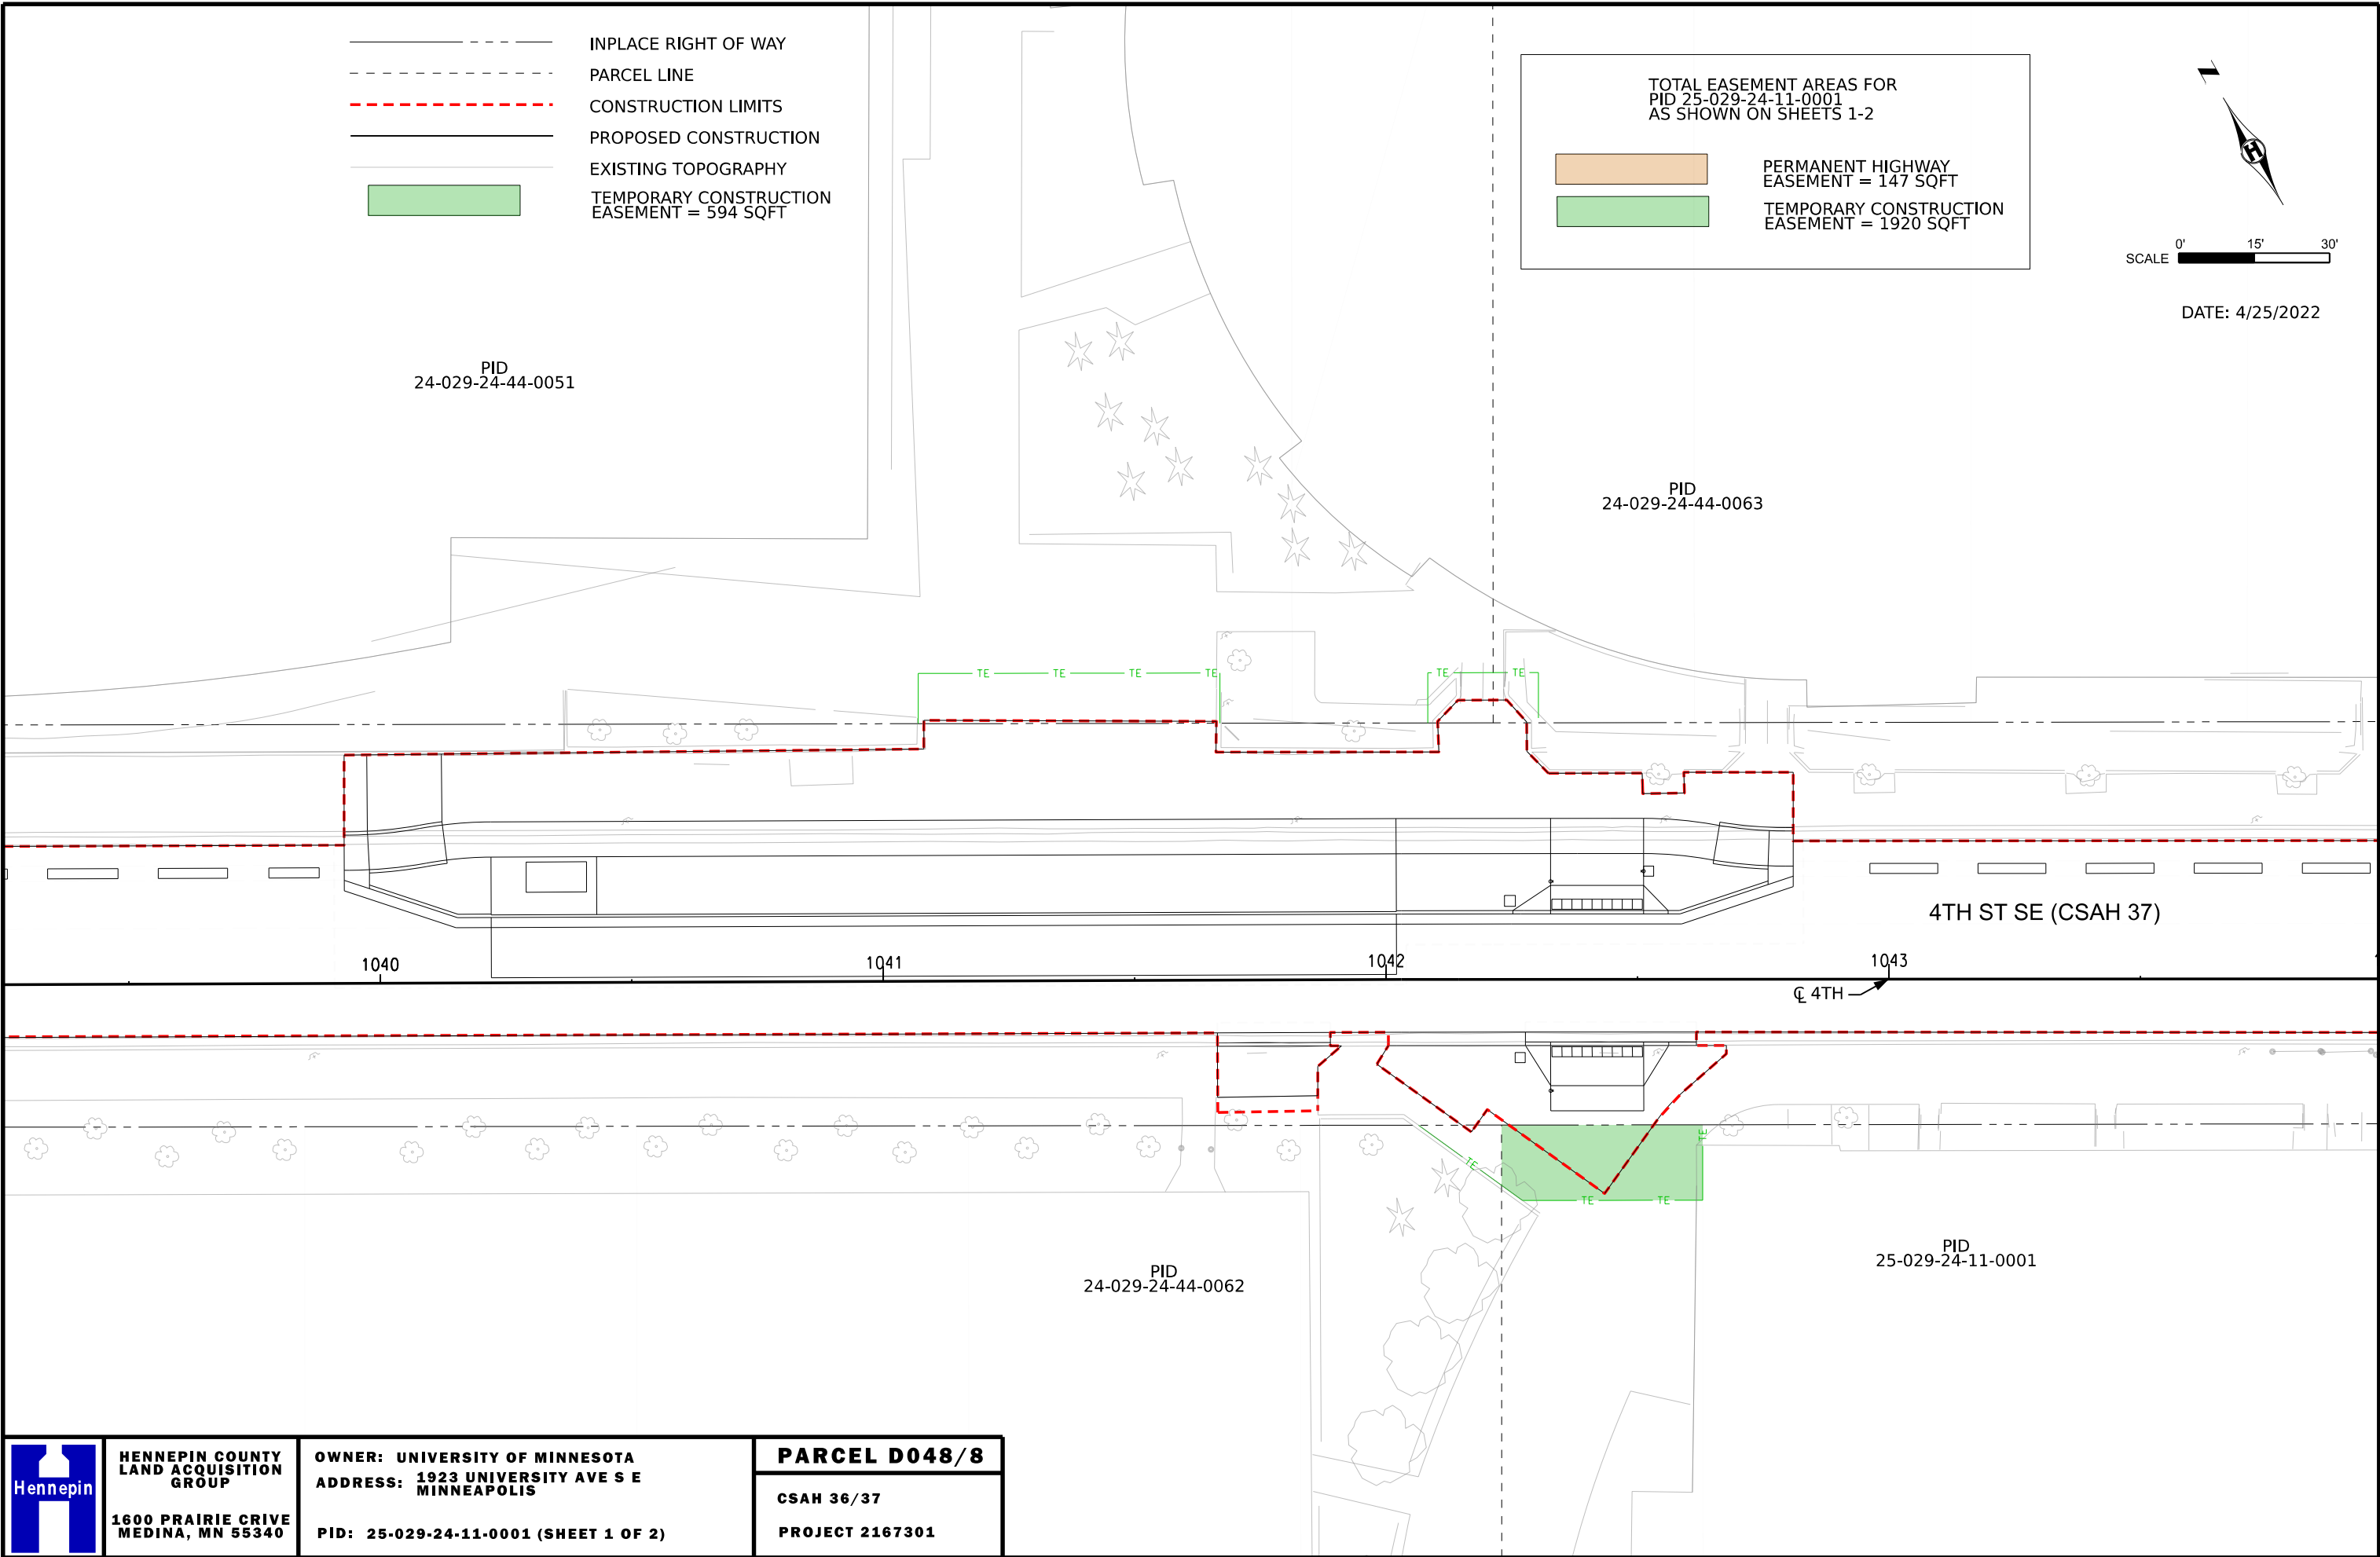 INPLACE RIGHT OF WAY
PARCEL LINE
CONSTRUCTION LIMITS
PROPOSED CONSTRUCTION
EXISTING TOPOGRAPHY
TEMPORARY CONSTRUCTION
EASEMENT = 594 SQFT
TOTAL EASEMENT AREAS FOR
PID 25-029-24-11-0001
AS SHOWN ON SHEETS 1-2
PERMANENT HIGHWAY
EASEMENT = 147 SQFT
TEMPORARY CONSTRUCTION
EASEMENT = 1920 SQFT
N
H
0' 15' 30'
SCALE
DATE: 4/25/2022
PID
24-029-24-44-0051
PID
24-029-24-44-0063
TE TE TE TE TE TE
4TH ST SE (CSAH 37)
1040 1041 1042 1043
℄ 4TH
TE
TE
TE TE
PID
24-029-24-44-0062
PID
25-029-24-11-0001
Hennepin
HENNEPIN COUNTY
LAND ACQUISITION
GROUP
1600 PRAIRIE CRIVE
MEDINA, MN 55340
OWNER: UNIVERSITY OF MINNESOTA
ADDRESS: 1923 UNIVERSITY AVE S E
MINNEAPOLIS
PID: 25-029-24-11-0001 (SHEET 1 OF 2)
PARCEL D048/8
CSAH 36/37
PROJECT 2167301